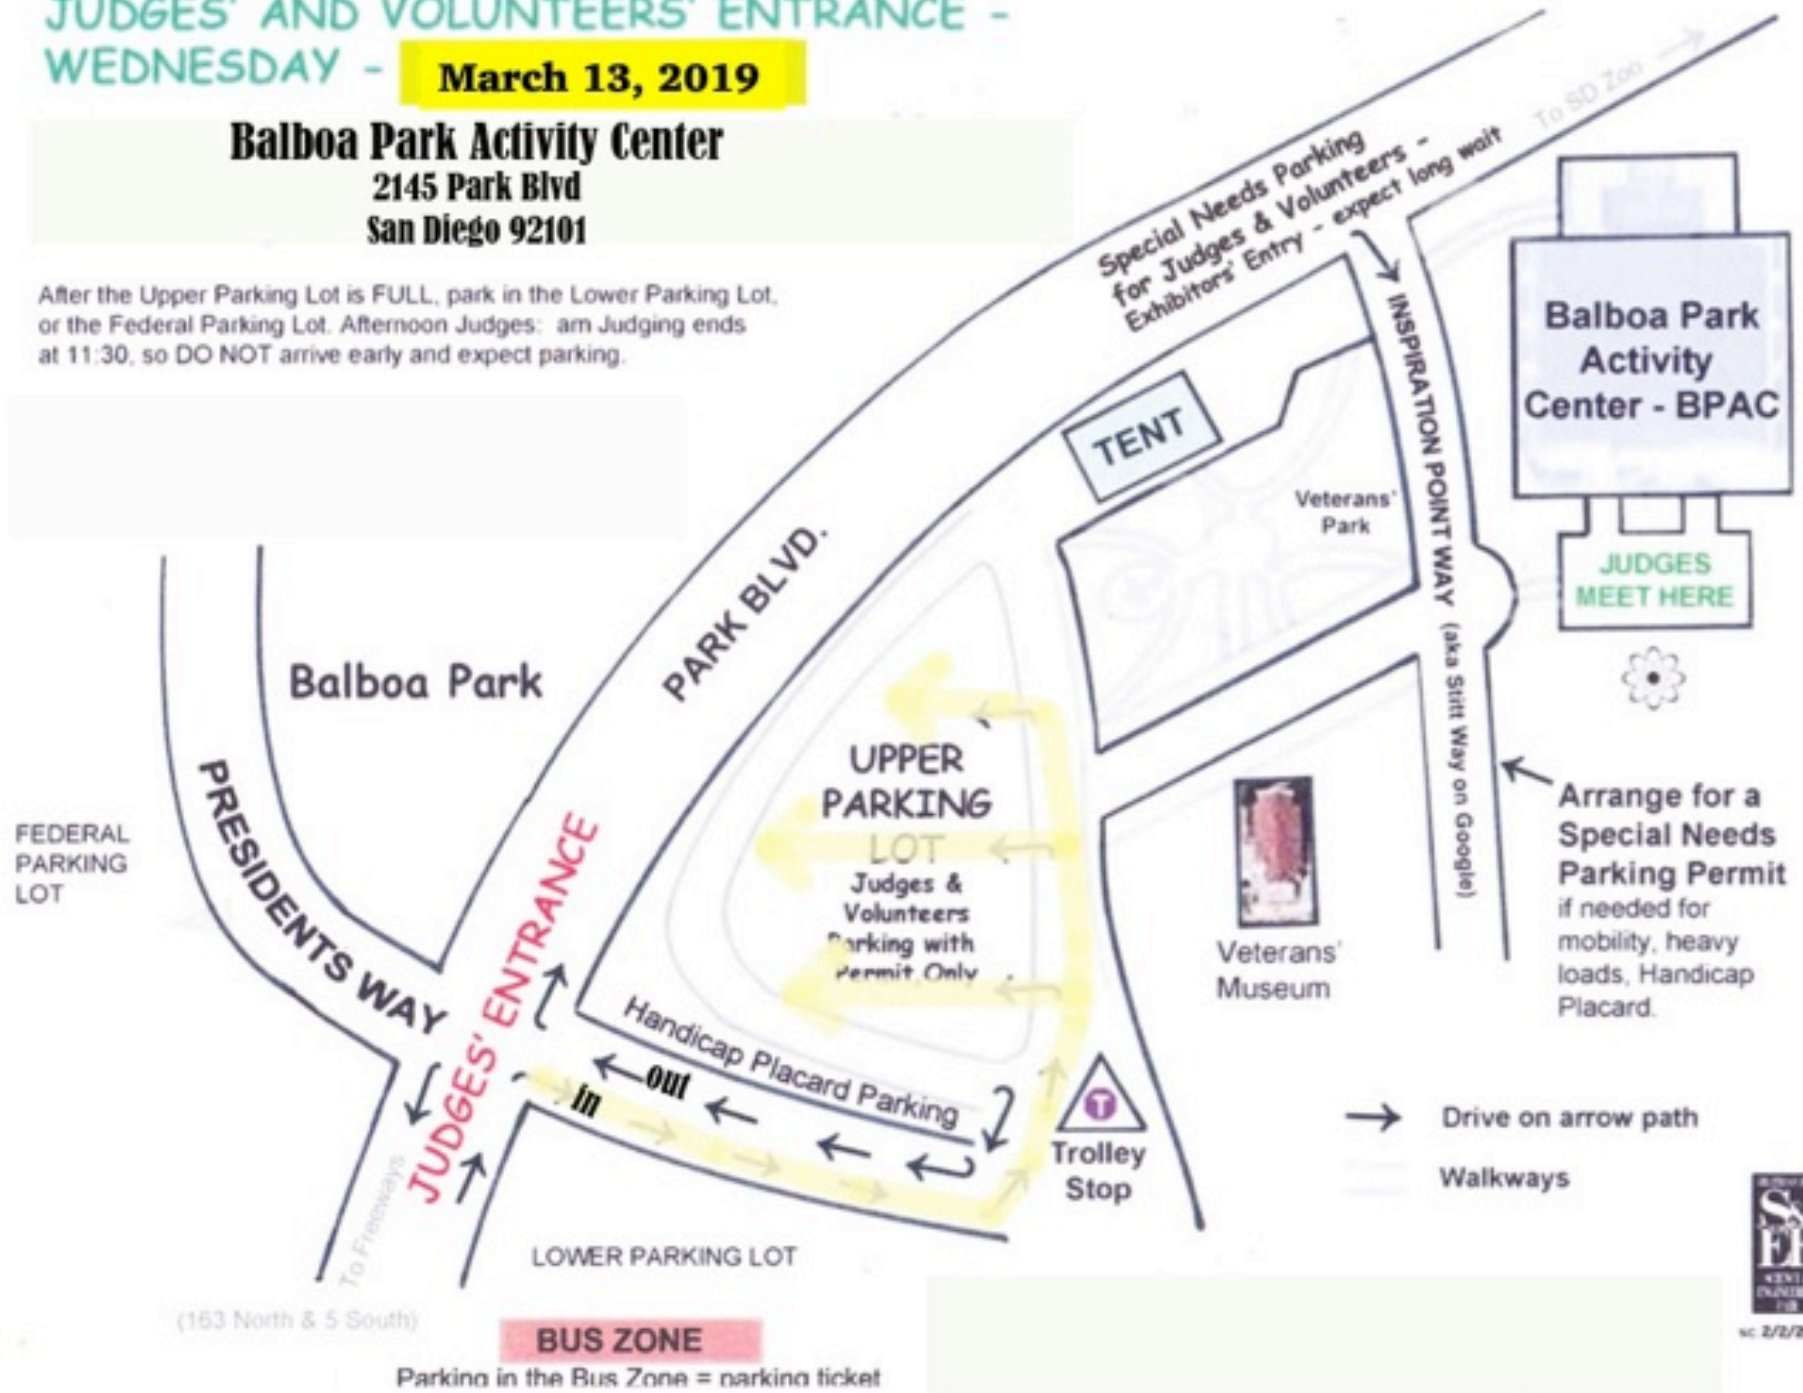 JUDGES' AND VOLUNTEERS' ENTRANCE -
WEDNESDAY - March 13, 2019
Balboa Park Activity Center
2145 Park Blvd
San Diego 92101
After the Upper Parking Lot is FULL, park in the Lower Parking Lot,
or the Federal Parking Lot. Afternoon Judges: am Judging ends
at 11:30, so DO NOT arrive early and expect parking.
To SD Zoo
Special Needs Parking
for Judges & Volunteers -
Exhibitors' Entry - expect long wait
Balboa Park
Activity
Center - BPAC
JUDGES
MEET HERE
TENT
Veterans'
Park
INSPIRATION POINT WAY (aka Stitt Way on Google)
PARK BLVD.
Balboa Park
PRESIDENTS WAY
FEDERAL
PARKING
LOT
JUDGES' ENTRANCE
UPPER
PARKING
LOT
Judges &
Volunteers
Parking with
Permit Only
Handicap Placard Parking
out
in
Veterans'
Museum
Arrange for a
Special Needs
Parking Permit
if needed for
mobility, heavy
loads, Handicap
Placard.
T
Trolley
Stop
Drive on arrow path
Walkways
To Freeways
(163 North & 5 South)
LOWER PARKING LOT
BUS ZONE
Parking in the Bus Zone = parking ticket